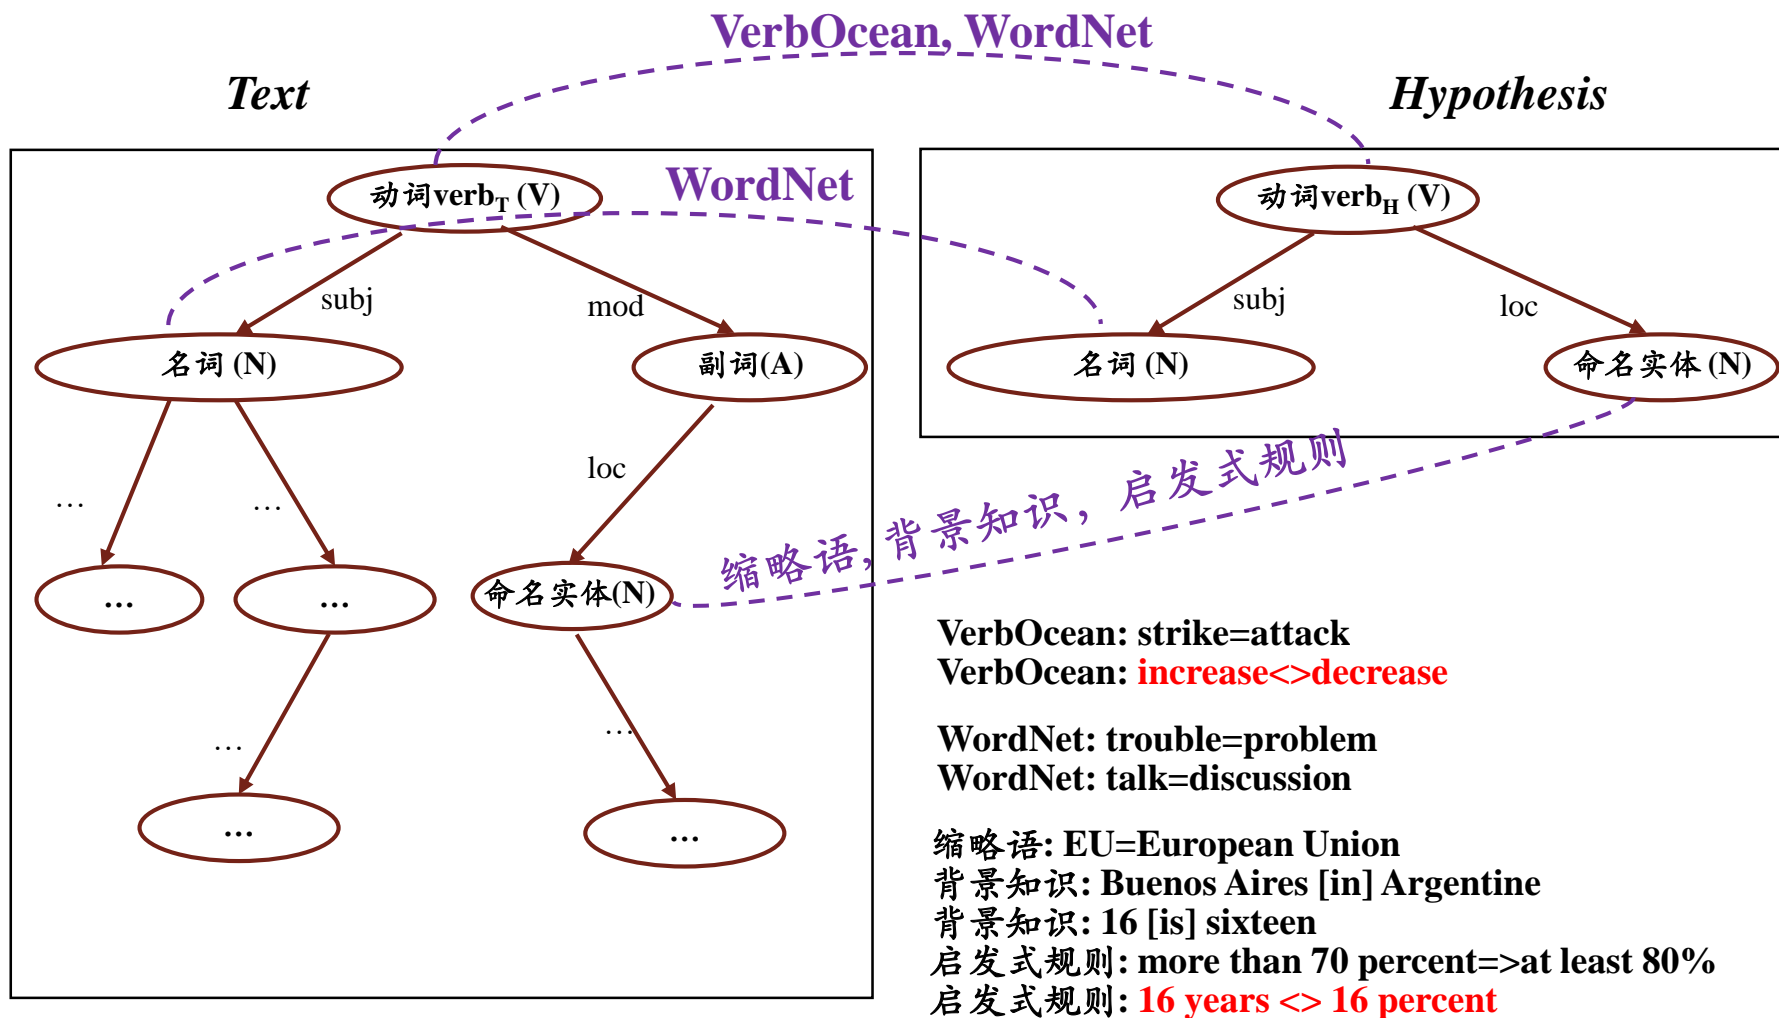 VerbOcean, WordNet
Text
Hypothesis
动词verbT (V)
WordNet
动词verbH (V)
subj
mod
subj
loc
名词 (N)
副词(A)
名词 (N)
命名实体 (N)
缩略语, 背景知识, 启发式规则
loc
…
…
...
...
命名实体(N)
VerbOcean: strike=attack
VerbOcean: increase<>decrease
…
…
WordNet: trouble=problem
WordNet: talk=discussion
...
...
缩略语: EU=European Union
背景知识: Buenos Aires [in] Argentine
背景知识: 16 [is] sixteen
启发式规则: more than 70 percent=>at least 80%
启发式规则: 16 years <> 16 percent